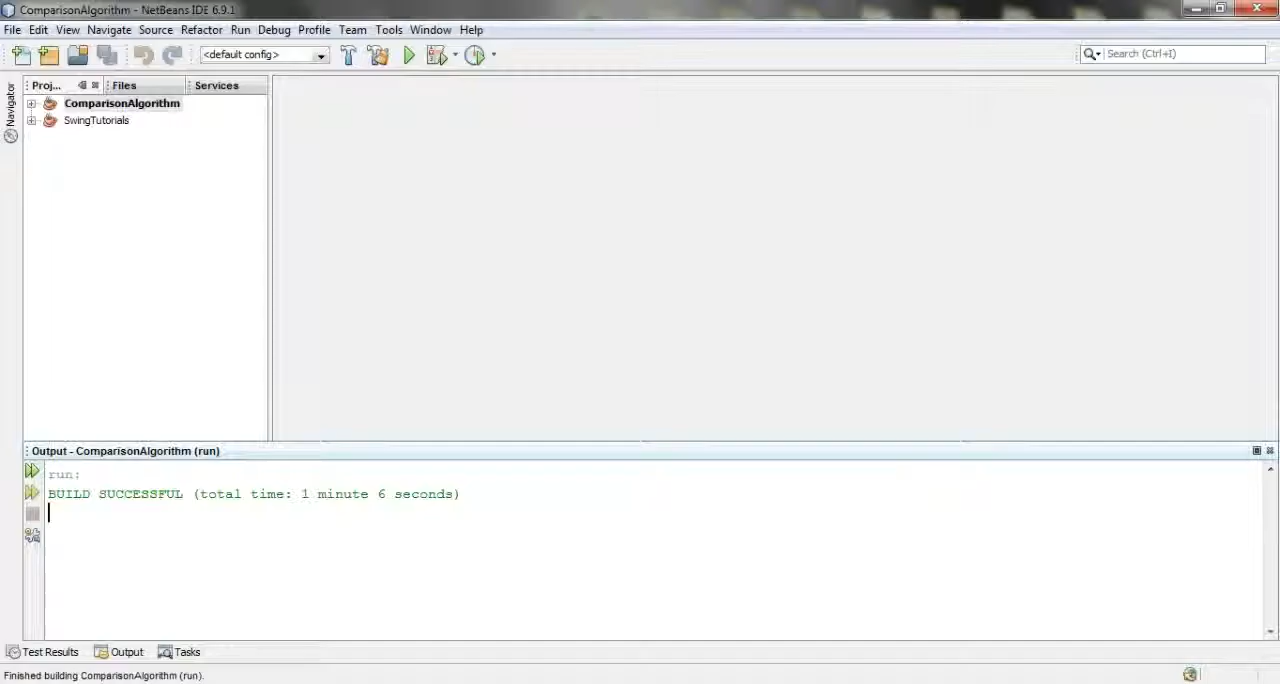 ComparisonAlgorithm - NetBeans IDE 6.9.1
File Edit View Navigate Source Refactor Run Debug Profile Team Tools Window Help
<default config>
Search (Ctrl+I)
Navigator
Proj... Files Services
ComparisonAlgorithm
SwingTutorials
Output - ComparisonAlgorithm (run)
run:
BUILD SUCCESSFUL (total time: 1 minute 6 seconds)
Test Results Output Tasks
Finished building ComparisonAlgorithm (run).